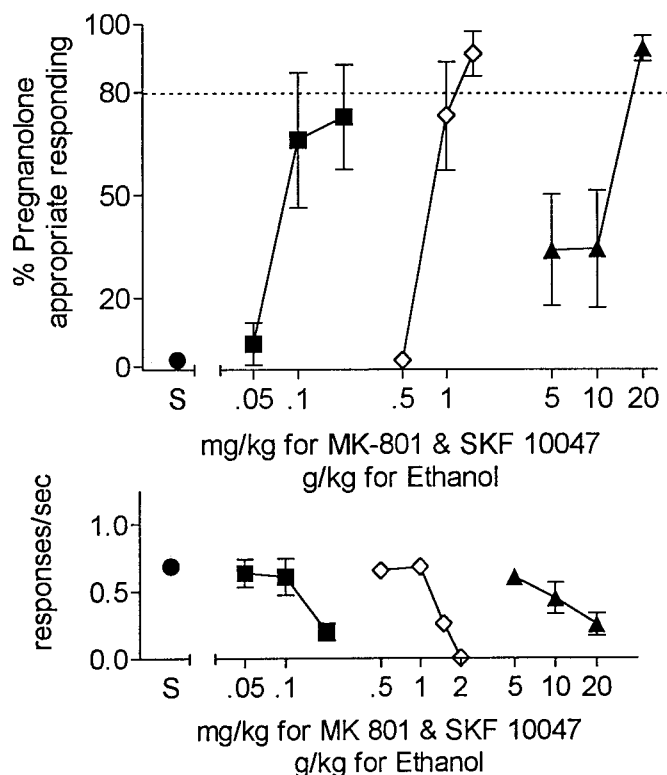 % Pregnanolone
appropriate responding
100
80
50
20
0
S
.05 .1 .5 1 5 10 20
mg/kg for MK-801 & SKF 10047
g/kg for Ethanol
responses/sec
1.0
0.5
0.0
S
.05 .1 .5 1 2 5 10 20
mg/kg for MK 801 & SKF 10047
g/kg for Ethanol